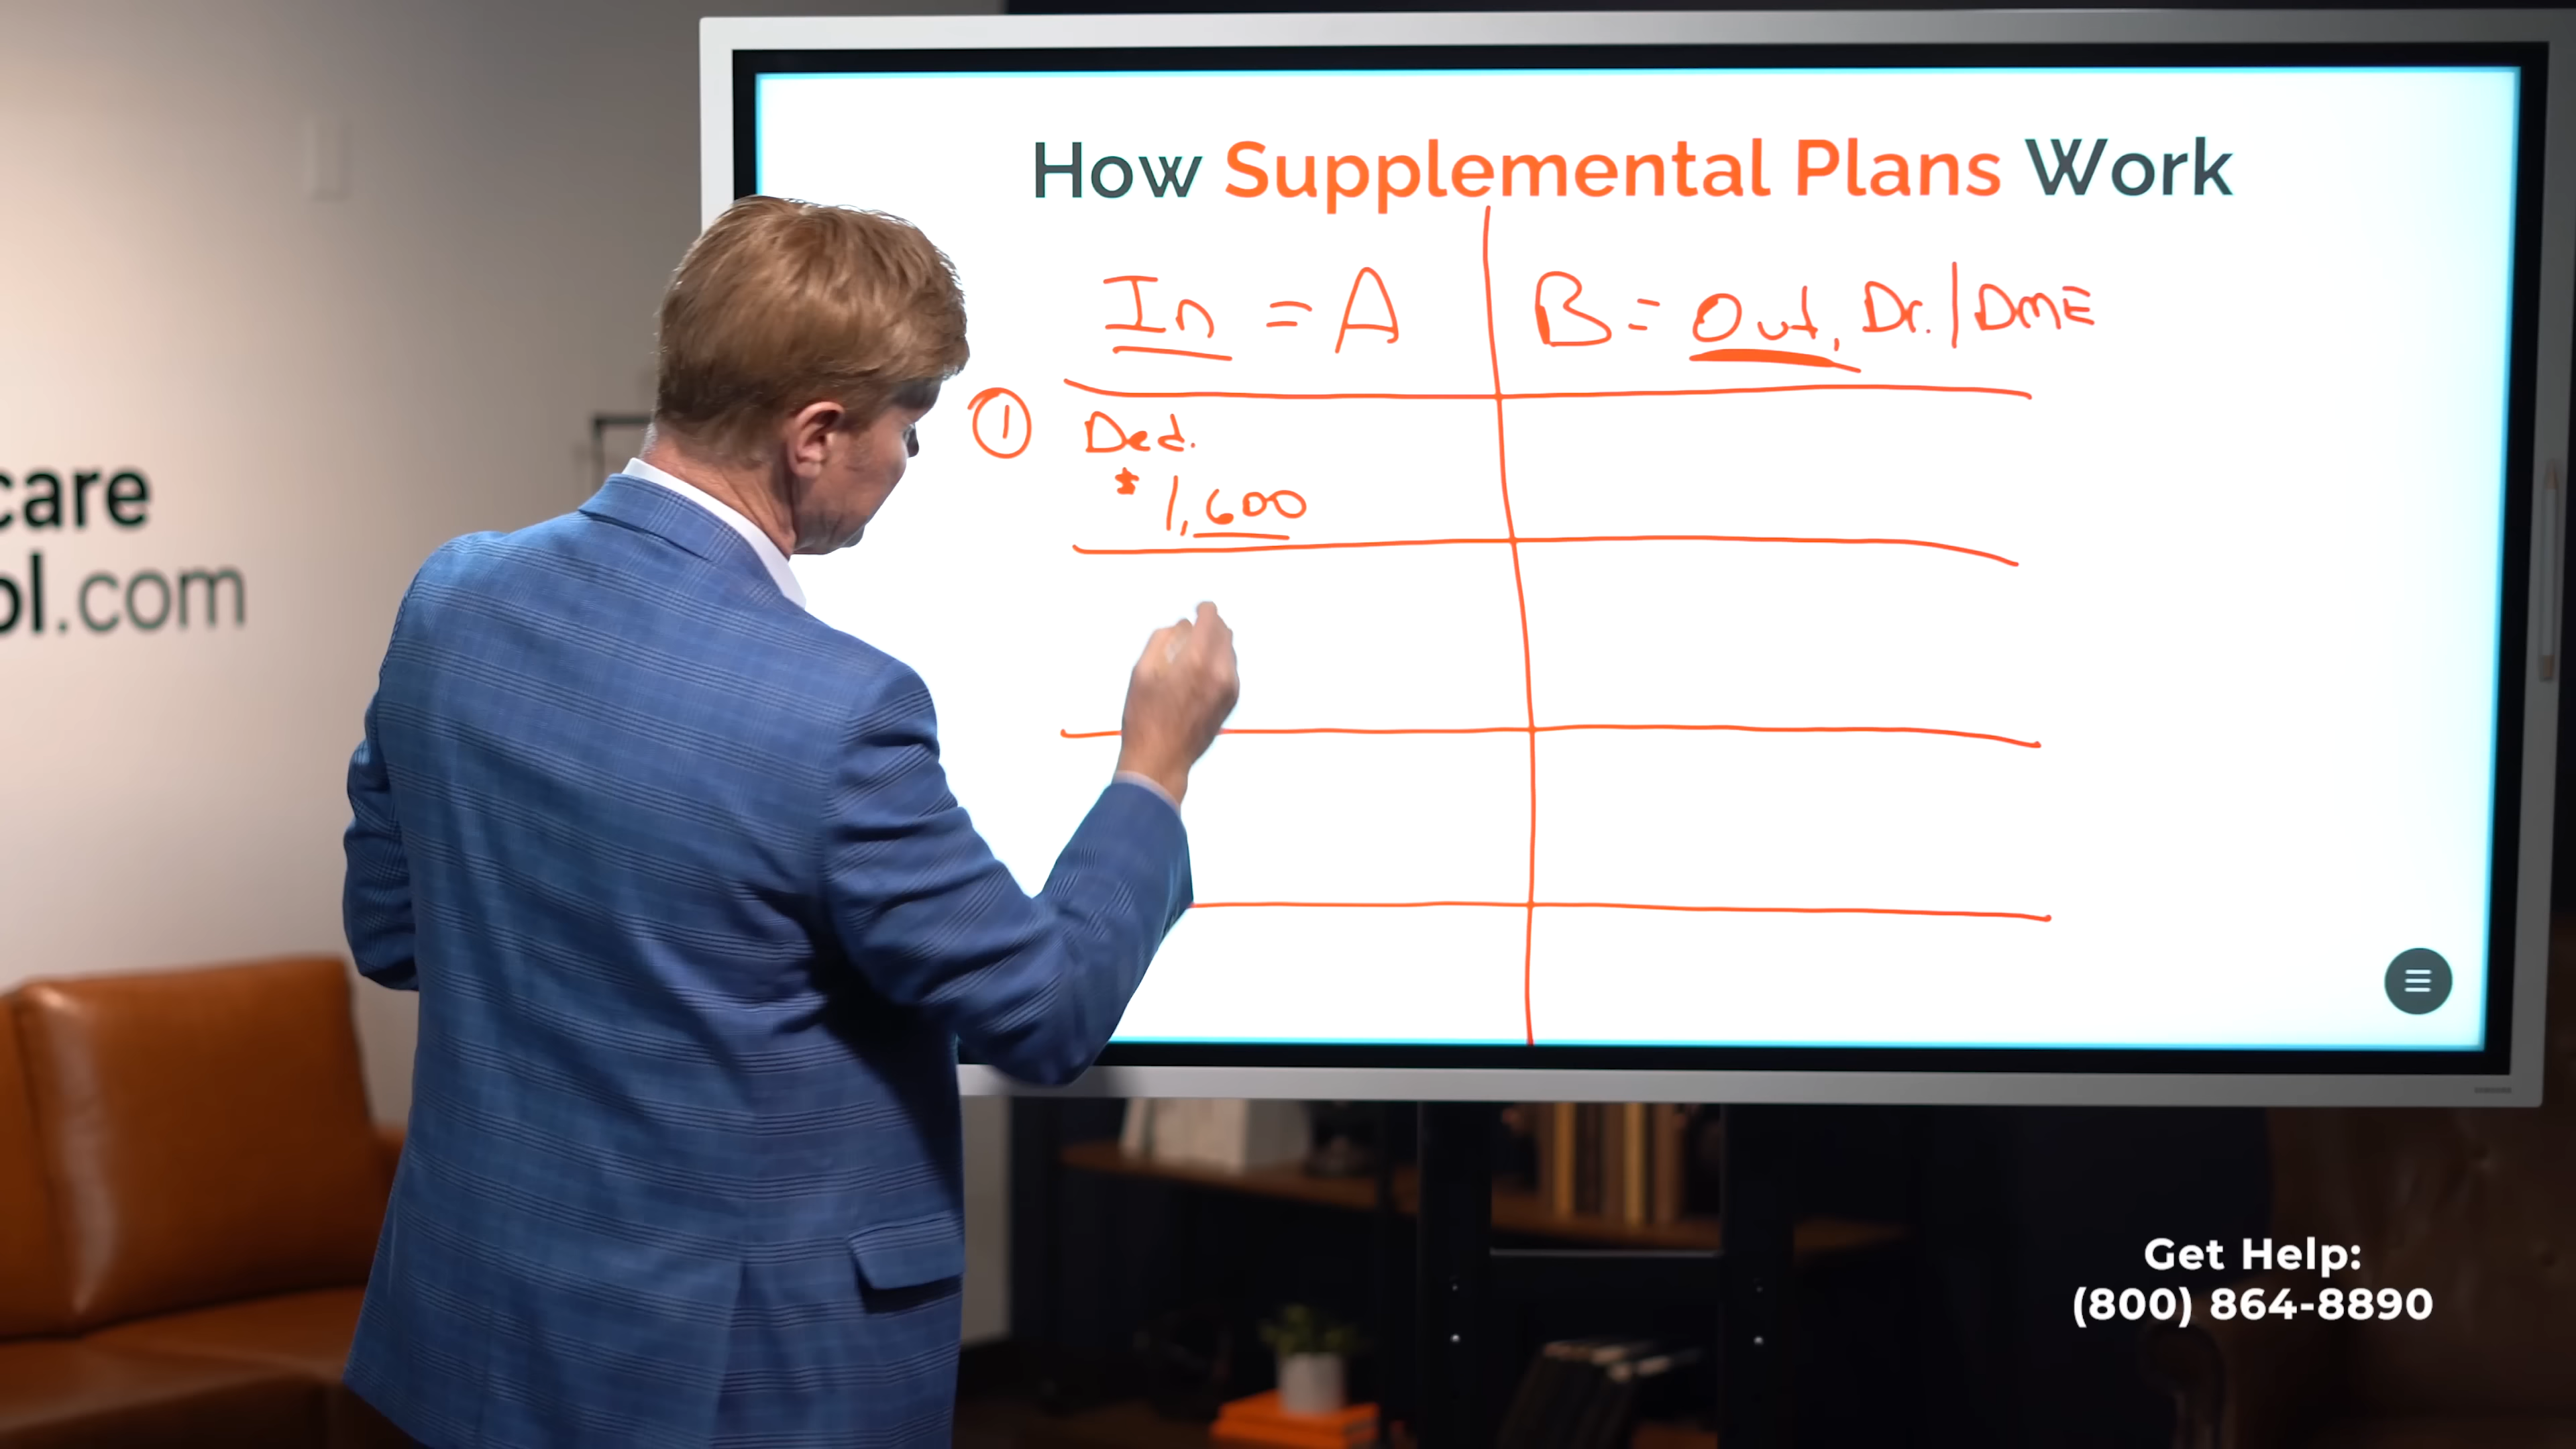 How Supplemental Plans Work
In = A
B = Out, Dr. | DME
① Ded.
$ 1,600
care
ol.com
Get Help:
(800) 864-8890